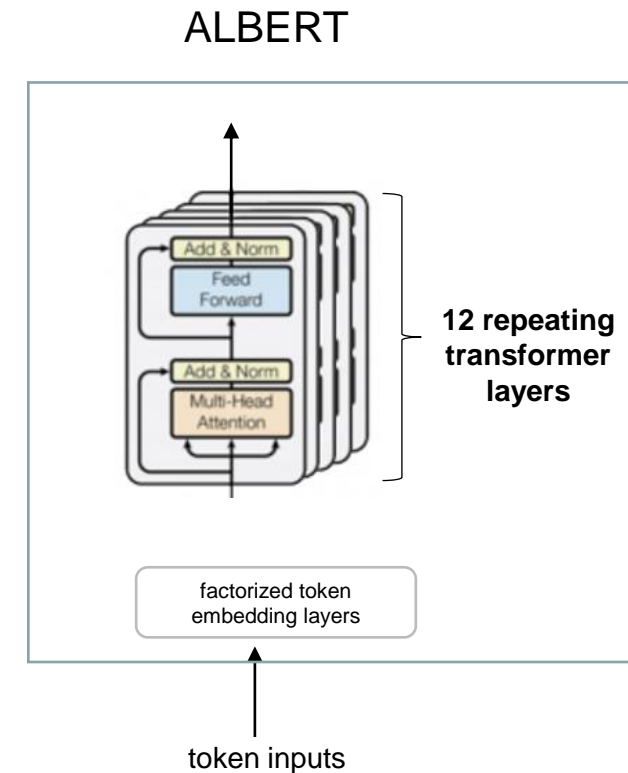 ALBERT
Add & Norm
Feed
Forward
Add & Norm
Multi-Head
Attention
12 repeating
transformer
layers
factorized token
embedding layers
token inputs